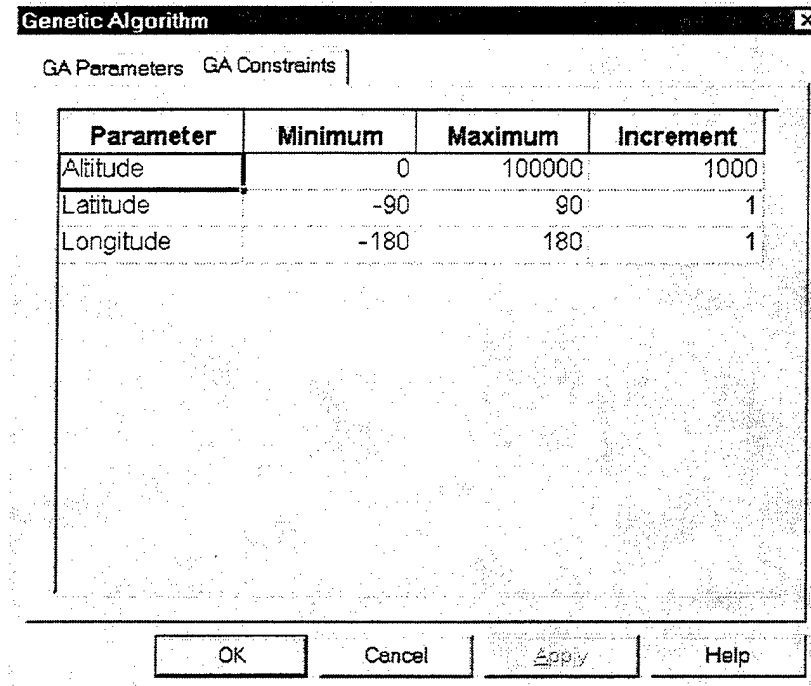 Genetic Algorithm
GA Parameters GA Constraints
Parameter Minimum Maximum Increment
Altitude 0 100000 1000
Latitude -90 90 1
Longitude -180 180 1
OK Cancel Apply Help